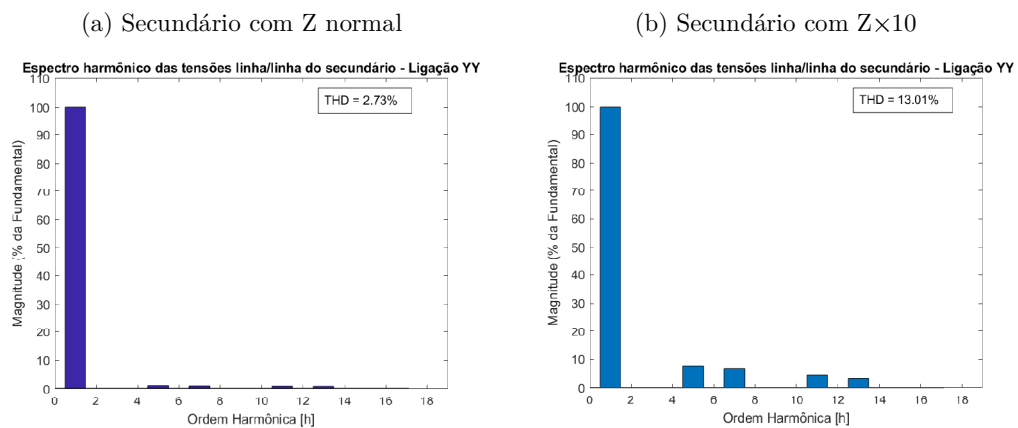 (a) Secundário com Z normal
Espectro harmônico das tensões linha/linha do secundário - Ligação YY
THD = 2.73%
110
100
90
80
70
60
50
40
30
20
10
0
Magnitude (% da Fundamental)
0 2 4 6 8 10 12 14 16 18
Ordem Harmônica [h]
(b) Secundário com Z×10
Espectro harmônico das tensões linha/linha do secundário - Ligação YY
THD = 13.01%
110
100
90
80
70
60
50
40
30
20
10
0
Magnitude (% da Fundamental)
0 2 4 6 8 10 12 14 16 18
Ordem Harmônica [h]